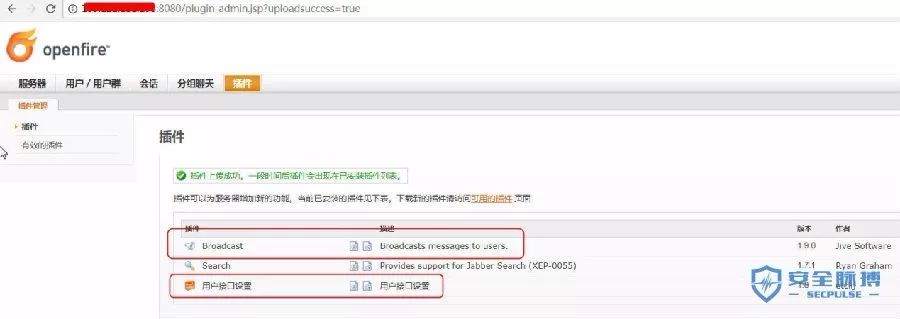 :8080/plugin-admin.jsp?uploadsuccess=true
openfire™
服务器 用户 / 用户群 会话 分组聊天 插件
插件管理
插件
有效的插件
插件
插件上传成功。一段时间后插件会出现在已安装插件列表。
插件可以为服务器增加新的功能，当前已安装的插件见下表。下载新的插件请访问可用的插件 页面
插件 描述 版本 作者
Broadcast Broadcasts messages to users. 1.9.0 Jive Software
Search Provides support for Jabber Search (XEP-0055) 1.7.1 Ryan Graham
用户接口设置 用户接口设置
安全脉搏
SECPULSE